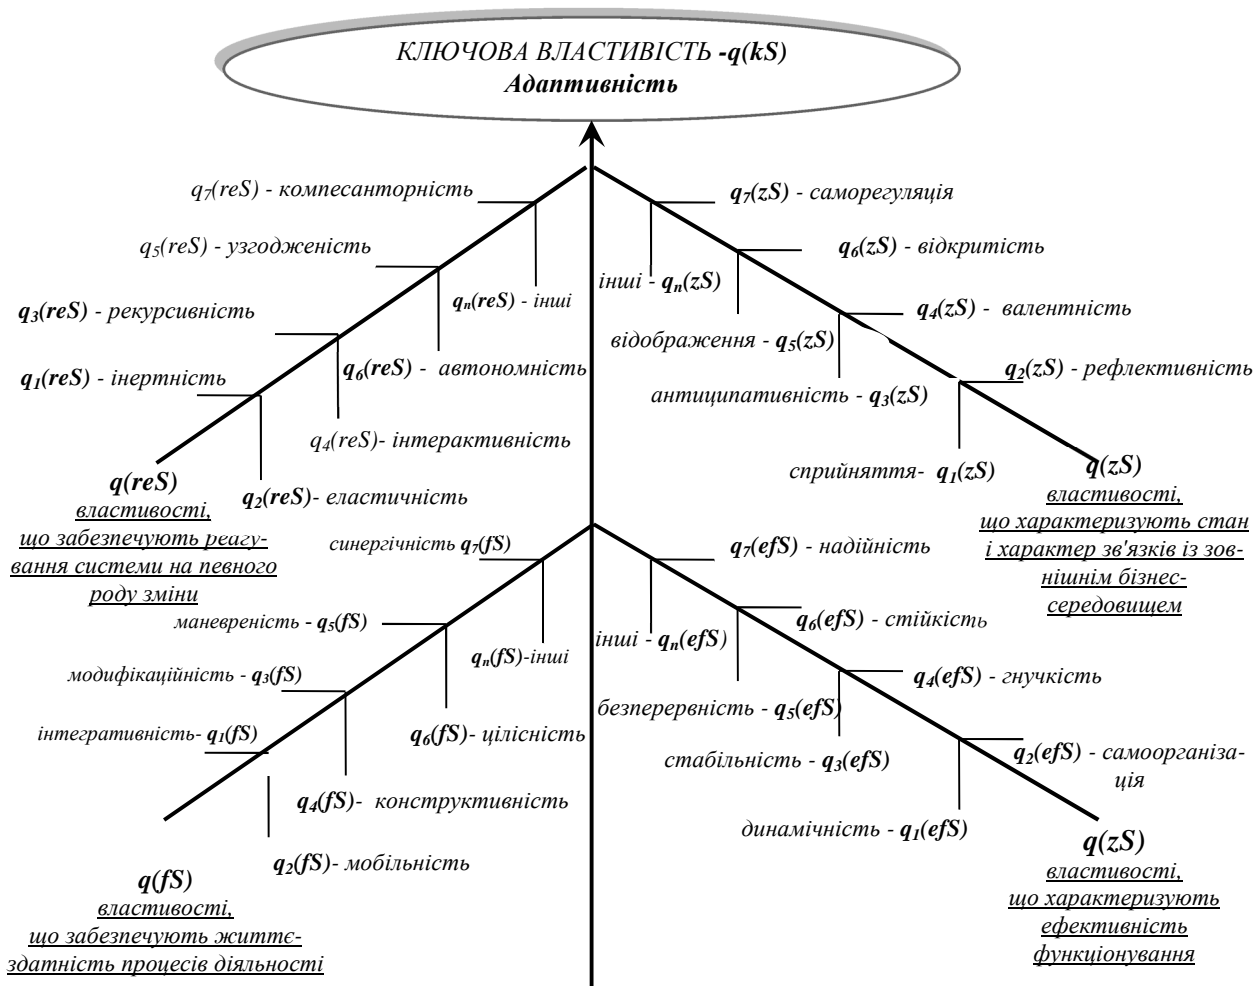 КЛЮЧОВА ВЛАСТИВІСТЬ -q(kS)
Адаптивність
q7(reS) - компесанторність
q5(reS) - узгодженість
qn(reS) - інші
q3(reS) - рекурсивність
q6(reS) - автономність
q1(reS) - інертність
q4(reS)- інтерактивність
q2(reS)- еластичність
q(reS)
властивості,
що забезпечують реагу-
вання системи на певного
роду зміни
q7(zS) - саморегуляція
q6(zS) - відкритість
інші - qn(zS)
q4(zS) - валентність
відображення - q5(zS)
q2(zS) - рефлективність
антиципативність - q3(zS)
сприйняття- q1(zS)
q(zS)
властивості,
що характеризують стан
і характер зв'язків із зов-
нішнім бізнес-
середовищем
синергічність q7(fS)
маневреність - q5(fS)
qn(fS)-інші
модифікаційність - q3(fS)
інтегративність- q1(fS)
q6(fS)- цілісність
q4(fS)- конструктивність
q2(fS)- мобільність
q(fS)
властивості,
що забезпечують життє-
здатність процесів діяльності
q7(efS) - надійність
q6(efS) - стійкість
інші - qn(efS)
q4(efS) - гнучкість
безперервність - q5(efS)
стабільність - q3(efS)
q2(efS) - самоорганіза-
ція
динамічність - q1(efS)
q(zS)
властивості,
що характеризують
ефективність
функціонування